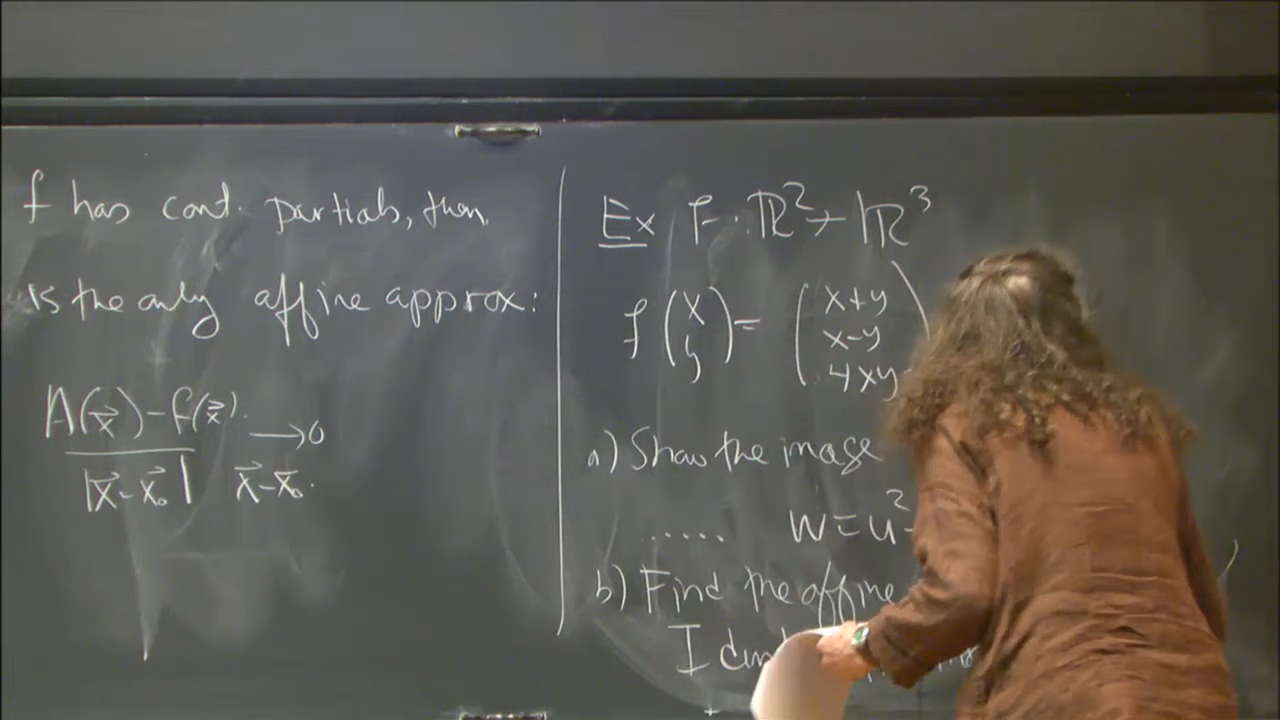 f has cont. partials, then
is the only affine approx:
A(x⃗) - f(x⃗)
|x⃗ - x⃗₀|
→ 0
x⃗ - x⃗₀.
Ex f : ℝ² → ℝ³
f (x y) = (x+y x-y 4xy
a) Show the image
...... w = u²
b) Find the affine
I